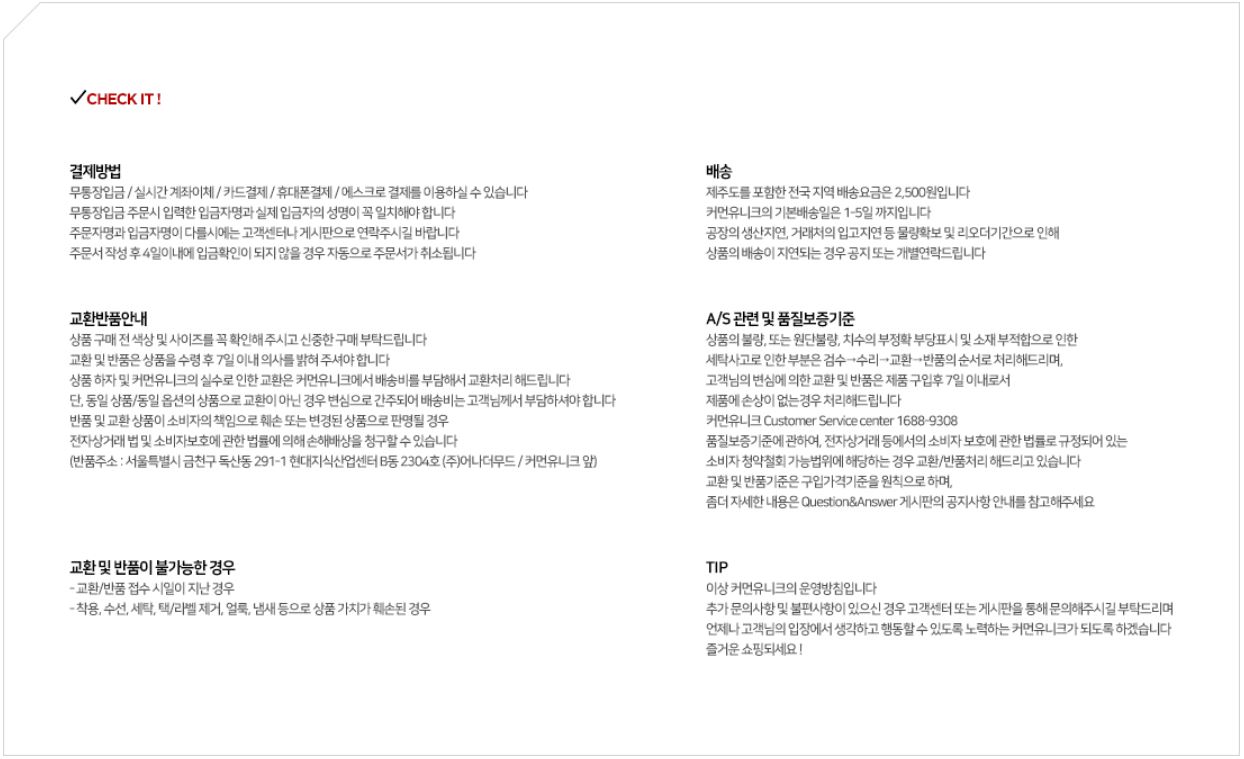 ✓CHECK IT !
결제방법
무통장입금 / 실시간 계좌이체 / 카드결제 / 휴대폰결제 / 에스크로 결제를 이용하실 수 있습니다
무통장입금 주문시 입력한 입금자명과 실제 입금자의 성명이 꼭 일치해야 합니다
주문자명과 입금자명이 다를시에는 고객센터나 게시판으로 연락주시길 바랍니다
주문서 작성 후 4일이내에 입금확인이 되지 않을 경우 자동으로 주문서가 취소됩니다
배송
제주도를 포함한 전국 지역 배송요금은 2,500원입니다
커먼유니크의 기본배송일은 1-5일 까지입니다
공장의 생산지연, 거래처의 입고지연 등 물량확보 및 리오더기간으로 인해
상품의 배송이 지연되는 경우 공지 또는 개별연락드립니다
교환반품안내
상품 구매 전 색상 및 사이즈를 꼭 확인해 주시고 신중한 구매 부탁드립니다
교환 및 반품은 상품을 수령 후 7일 이내 의사를 밝혀 주셔야 합니다
상품 하자 및 커먼유니크의 실수로 인한 교환은 커먼유니크에서 배송비를 부담해서 교환처리 해드립니다
단, 동일 상품/동일 옵션의 상품으로 교환이 아닌 경우 변심으로 간주되어 배송비는 고객님께서 부담하셔야 합니다
반품 및 교환 상품이 소비자의 책임으로 훼손 또는 변경된 상품으로 판명될 경우
전자상거래 법 및 소비자보호에 관한 법률에 의해 손해배상을 청구할 수 있습니다
(반품주소 : 서울특별시 금천구 독산동 291-1 현대지식산업센터 B동 2304호 (주)어나더무드 / 커먼유니크 앞)
A/S 관련 및 품질보증기준
상품의 불량, 또는 원단불량, 치수의 부정확 부당표시 및 소재 부적합으로 인한
세탁사고로 인한 부분은 검수→수리→교환→반품의 순서로 처리해드리며,
고객님의 변심에 의한 교환 및 반품은 제품 구입후 7일 이내로서
제품에 손상이 없는경우 처리해드립니다
커먼유니크 Customer Service center 1688-9308
품질보증기준에 관하여, 전자상거래 등에서의 소비자 보호에 관한 법률로 규정되어 있는
소비자 청약철회 가능범위에 해당하는 경우 교환/반품처리 해드리고 있습니다
교환 및 반품기준은 구입가격기준을 원칙으로 하며,
좀더 자세한 내용은 Question&Answer 게시판의 공지사항 안내를 참고해주세요
교환 및 반품이 불가능한 경우
- 교환/반품 접수 시일이 지난 경우
- 착용, 수선, 세탁, 택/라벨 제거, 얼룩, 냄새 등으로 상품 가치가 훼손된 경우
TIP
이상 커먼유니크의 운영방침입니다
추가 문의사항 및 불편사항이 있으신 경우 고객센터 또는 게시판을 통해 문의해주시길 부탁드리며
언제나 고객님의 입장에서 생각하고 행동할 수 있도록 노력하는 커먼유니크가 되도록 하겠습니다
즐거운 쇼핑되세요 !